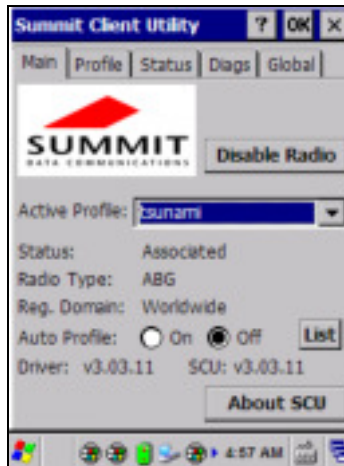 Summit Client Utility ? OK ×
Main Profile Status Diags Global
SUMMIT
DATA COMMUNICATIONS
Disable Radio
Active Profile: tsunami
Status: Associated
Radio Type: ABG
Reg. Domain: Worldwide
Auto Profile: On Off List
Driver: v3.03.11 SCU: v3.03.11
About SCU
4:57 AM